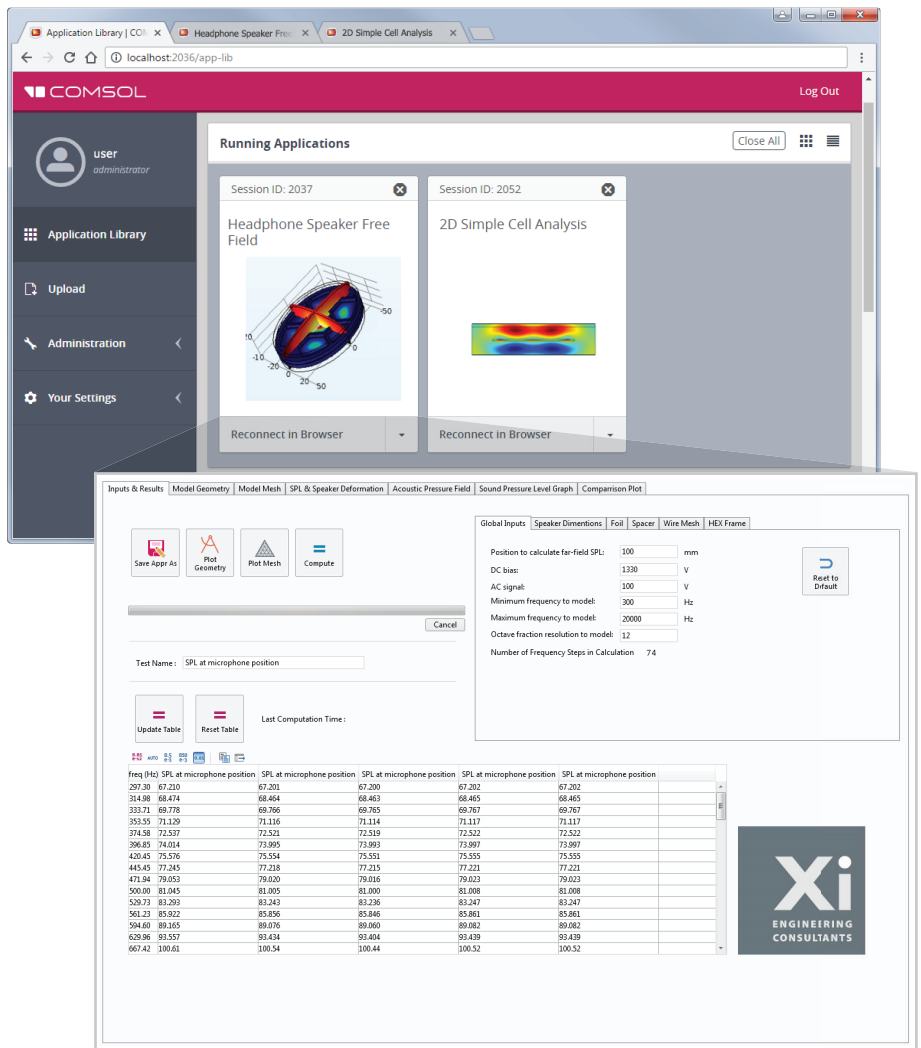 Application Library | COM
Headphone Speaker Free
2D Simple Cell Analysis
localhost:2036/app-lib
COMSOL
Log Out
user
administrator
Application Library
Upload
Administration
Your Settings
Running Applications
Close All
Session ID: 2037
Headphone Speaker Free
Field
50
-10
-20
0
20
50
0
Reconnect in Browser
Session ID: 2052
2D Simple Cell Analysis
Reconnect in Browser
Inputs & Results Model Geometry Model Mesh SPL & Speaker Deformation Acoustic Pressure Field Sound Pressure Level Graph Comparrison Plot
Save Appr As
Plot
Geometry
Plot Mesh
Compute
Cancel
Test Name : SPL at microphone position
Update Table
Reset Table
Last Computation Time :
Global Inputs Speaker Dimentions Foil Spacer Wire Mesh HEX Frame
Position to calculate far-field SPL: 100 mm
DC bias: 1330 V
AC signal: 100 V
Minimum frequency to model: 300 Hz
Maximum frequency to model: 20000 Hz
Octave fraction resolution to model: 12
Number of Frequency Steps in Calculation 74
Reset to
Difault
AUTO
freq (Hz) SPL at microphone position SPL at microphone position SPL at microphone position SPL at microphone position SPL at microphone position
297.30 67.210 67.201 67.200 67.202 67.202
314.98 68.474 68.464 68.463 68.465 68.465
333.71 69.778 69.766 69.765 69.767 69.767
353.55 71.129 71.116 71.114 71.117 71.117
374.58 72.537 72.521 72.519 72.522 72.522
396.85 74.014 73.995 73.993 73.997 73.997
420.45 75.576 75.554 75.551 75.555 75.555
445.45 77.245 77.218 77.215 77.221 77.221
471.94 79.053 79.020 79.016 79.023 79.023
500.00 81.045 81.005 81.000 81.008 81.008
529.73 83.293 83.243 83.236 83.247 83.247
561.23 85.922 85.856 85.846 85.861 85.861
594.60 89.165 89.076 89.060 89.082 89.082
629.96 93.557 93.434 93.404 93.439 93.439
667.42 100.61 100.54 100.44 100.52 100.52
Xi
ENGINEIRING
CONSULTANTS